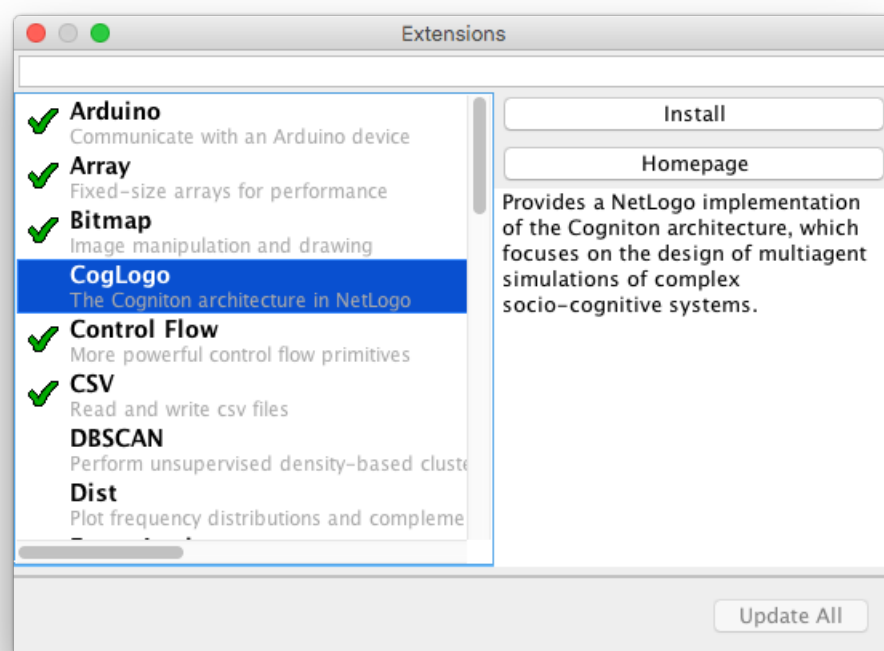 Extensions
Arduino
Communicate with an Arduino device
Array
Fixed-size arrays for performance
Bitmap
Image manipulation and drawing
CogLogo
The Cogniton architecture in NetLogo
Control Flow
More powerful control flow primitives
CSV
Read and write csv files
DBSCAN
Perform unsupervised density-based
Dist
Plot frequency distributions and
Install
Homepage
Provides a NetLogo implementation
of the Cogniton architecture, which
focuses on the design of multiagent
simulations of complex
socio-cognitive systems.
Update All